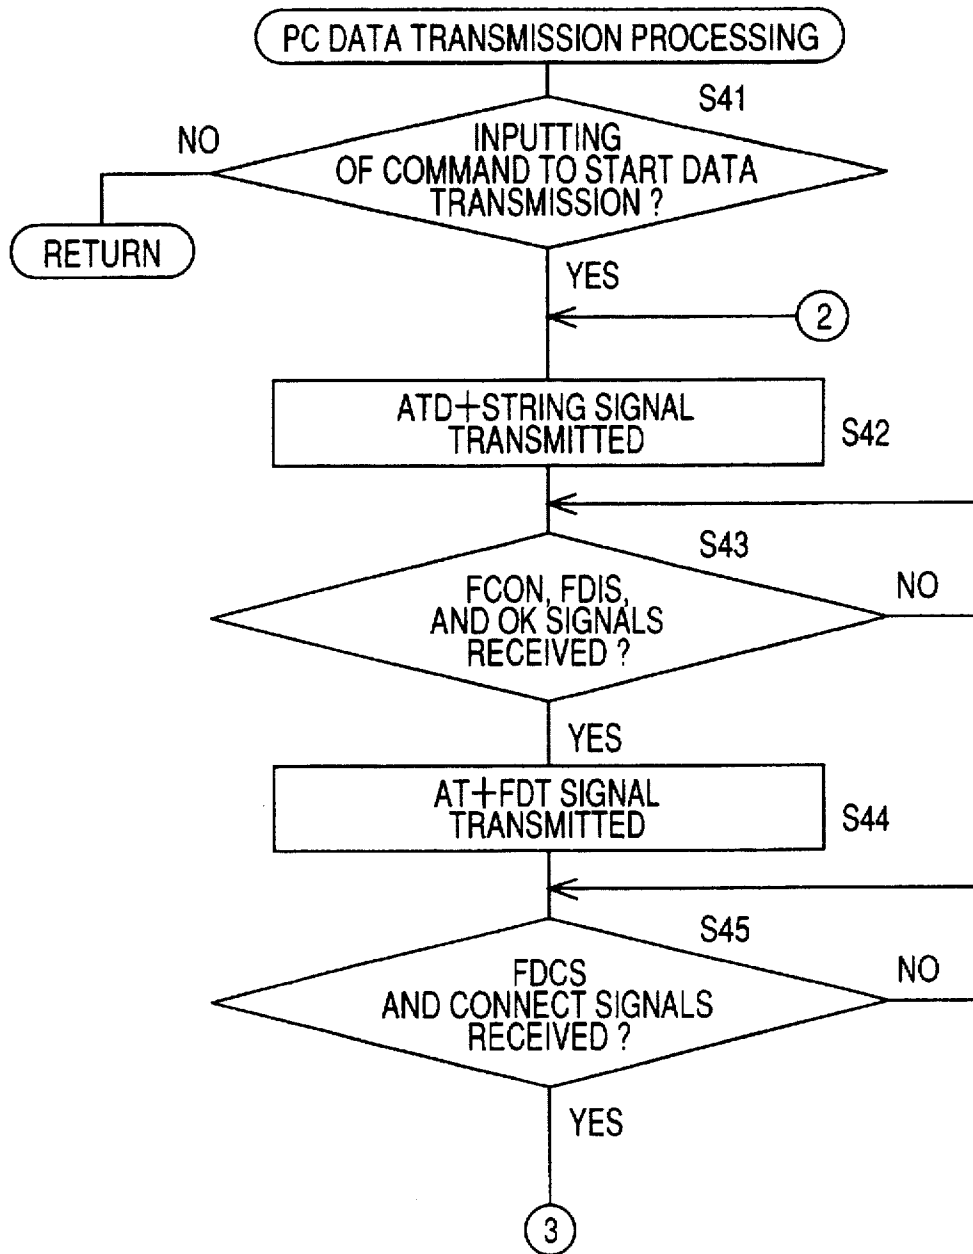 PC DATA TRANSMISSION PROCESSING
S41
NO
INPUTTING
OF COMMAND TO START DATA
TRANSMISSION ?
RETURN
YES
2
ATD+STRING SIGNAL
TRANSMITTED
S42
S43
FCON, FDIS,
AND OK SIGNALS
RECEIVED ?
NO
YES
AT+FDT SIGNAL
TRANSMITTED
S44
S45
FDCS
AND CONNECT SIGNALS
RECEIVED ?
NO
YES
3